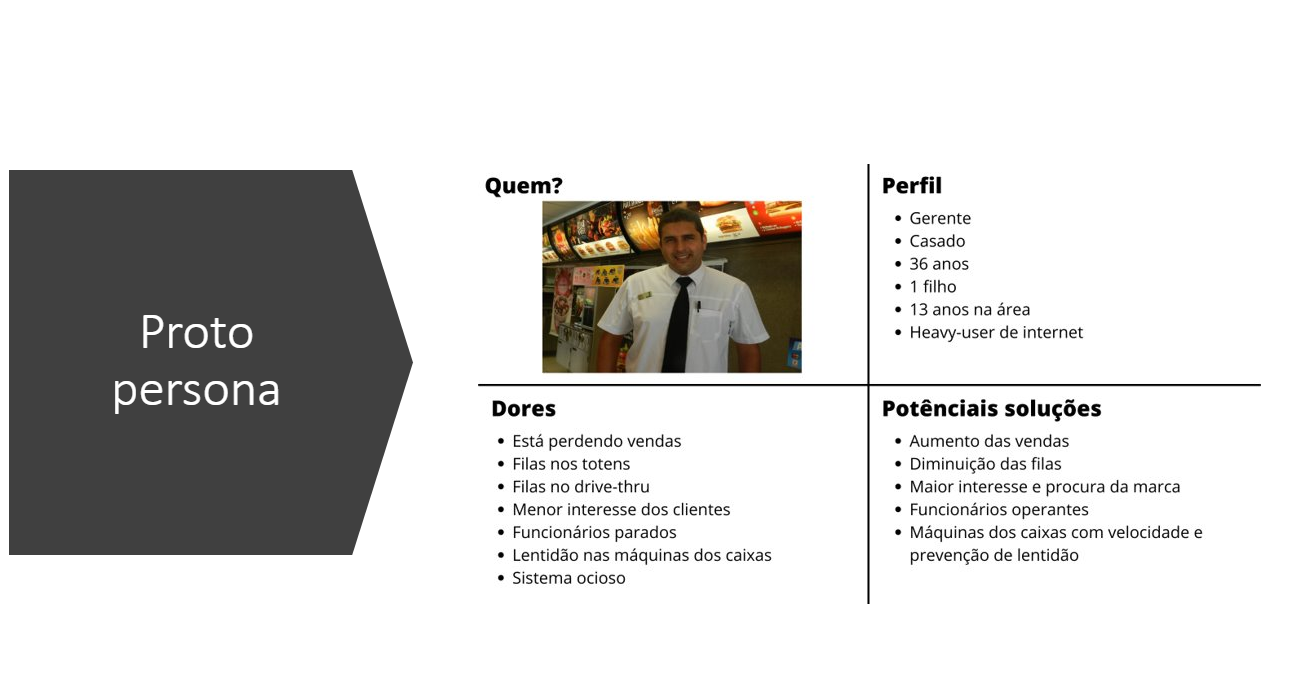 Proto
persona
Quem?
Perfil
Gerente
Casado
36 anos
1 filho
13 anos na área
Heavy-user de internet
Dores
Está perdendo vendas
Filas nos totens
Filas no drive-thru
Menor interesse dos clientes
Funcionários parados
Lentidão nas máquinas dos caixas
Sistema ocioso
Potênciais soluções
Aumento das vendas
Diminuição das filas
Maior interesse e procura da marca
Funcionários operantes
Máquinas dos caixas com velocidade e
prevenção de lentidão